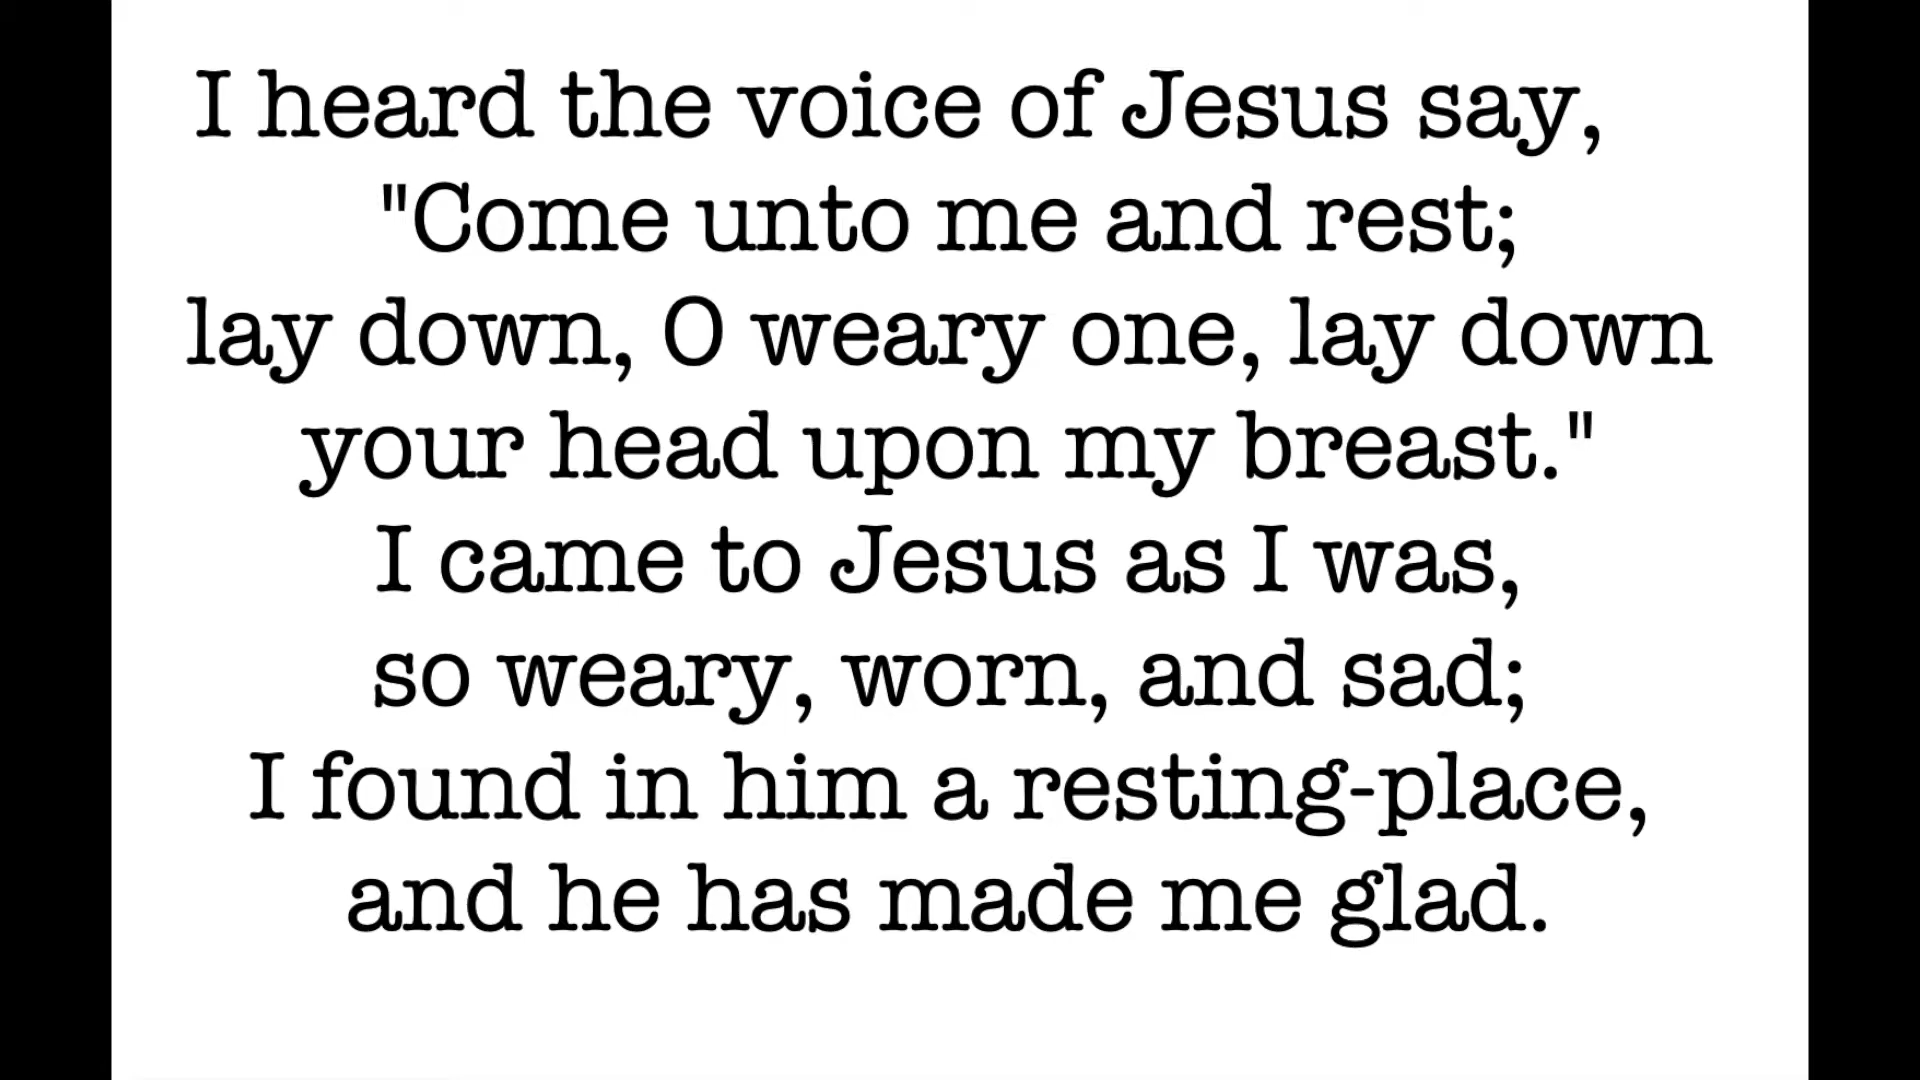 I heard the voice of Jesus say,
"Come unto me and rest;
lay down, O weary one, lay down
your head upon my breast."
I came to Jesus as I was,
so weary, worn, and sad;
I found in him a resting-place,
and he has made me glad.